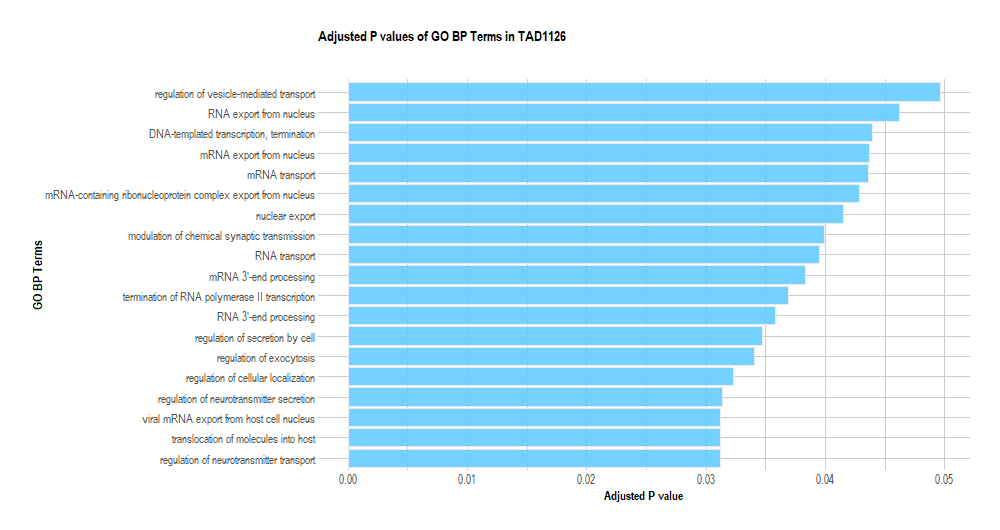 Adjusted P values of GO BP Terms in TAD1126
regulation of vesicle-mediated transport
RNA export from nucleus
DNA-templated transcription, termination
mRNA export from nucleus
mRNA transport
mRNA-containing ribonucleoprotein complex export from nucleus
nuclear export
modulation of chemical synaptic transmission
RNA transport
mRNA 3'-end processing
termination of RNA polymerase II transcription
RNA 3'-end processing
regulation of secretion by cell
regulation of exocytosis
regulation of cellular localization
regulation of neurotransmitter secretion
viral mRNA export from host cell nucleus
translocation of molecules into host
regulation of neurotransmitter transport
GO BP Terms
0.00 0.01 0.02 0.03 0.04 0.05
Adjusted P value